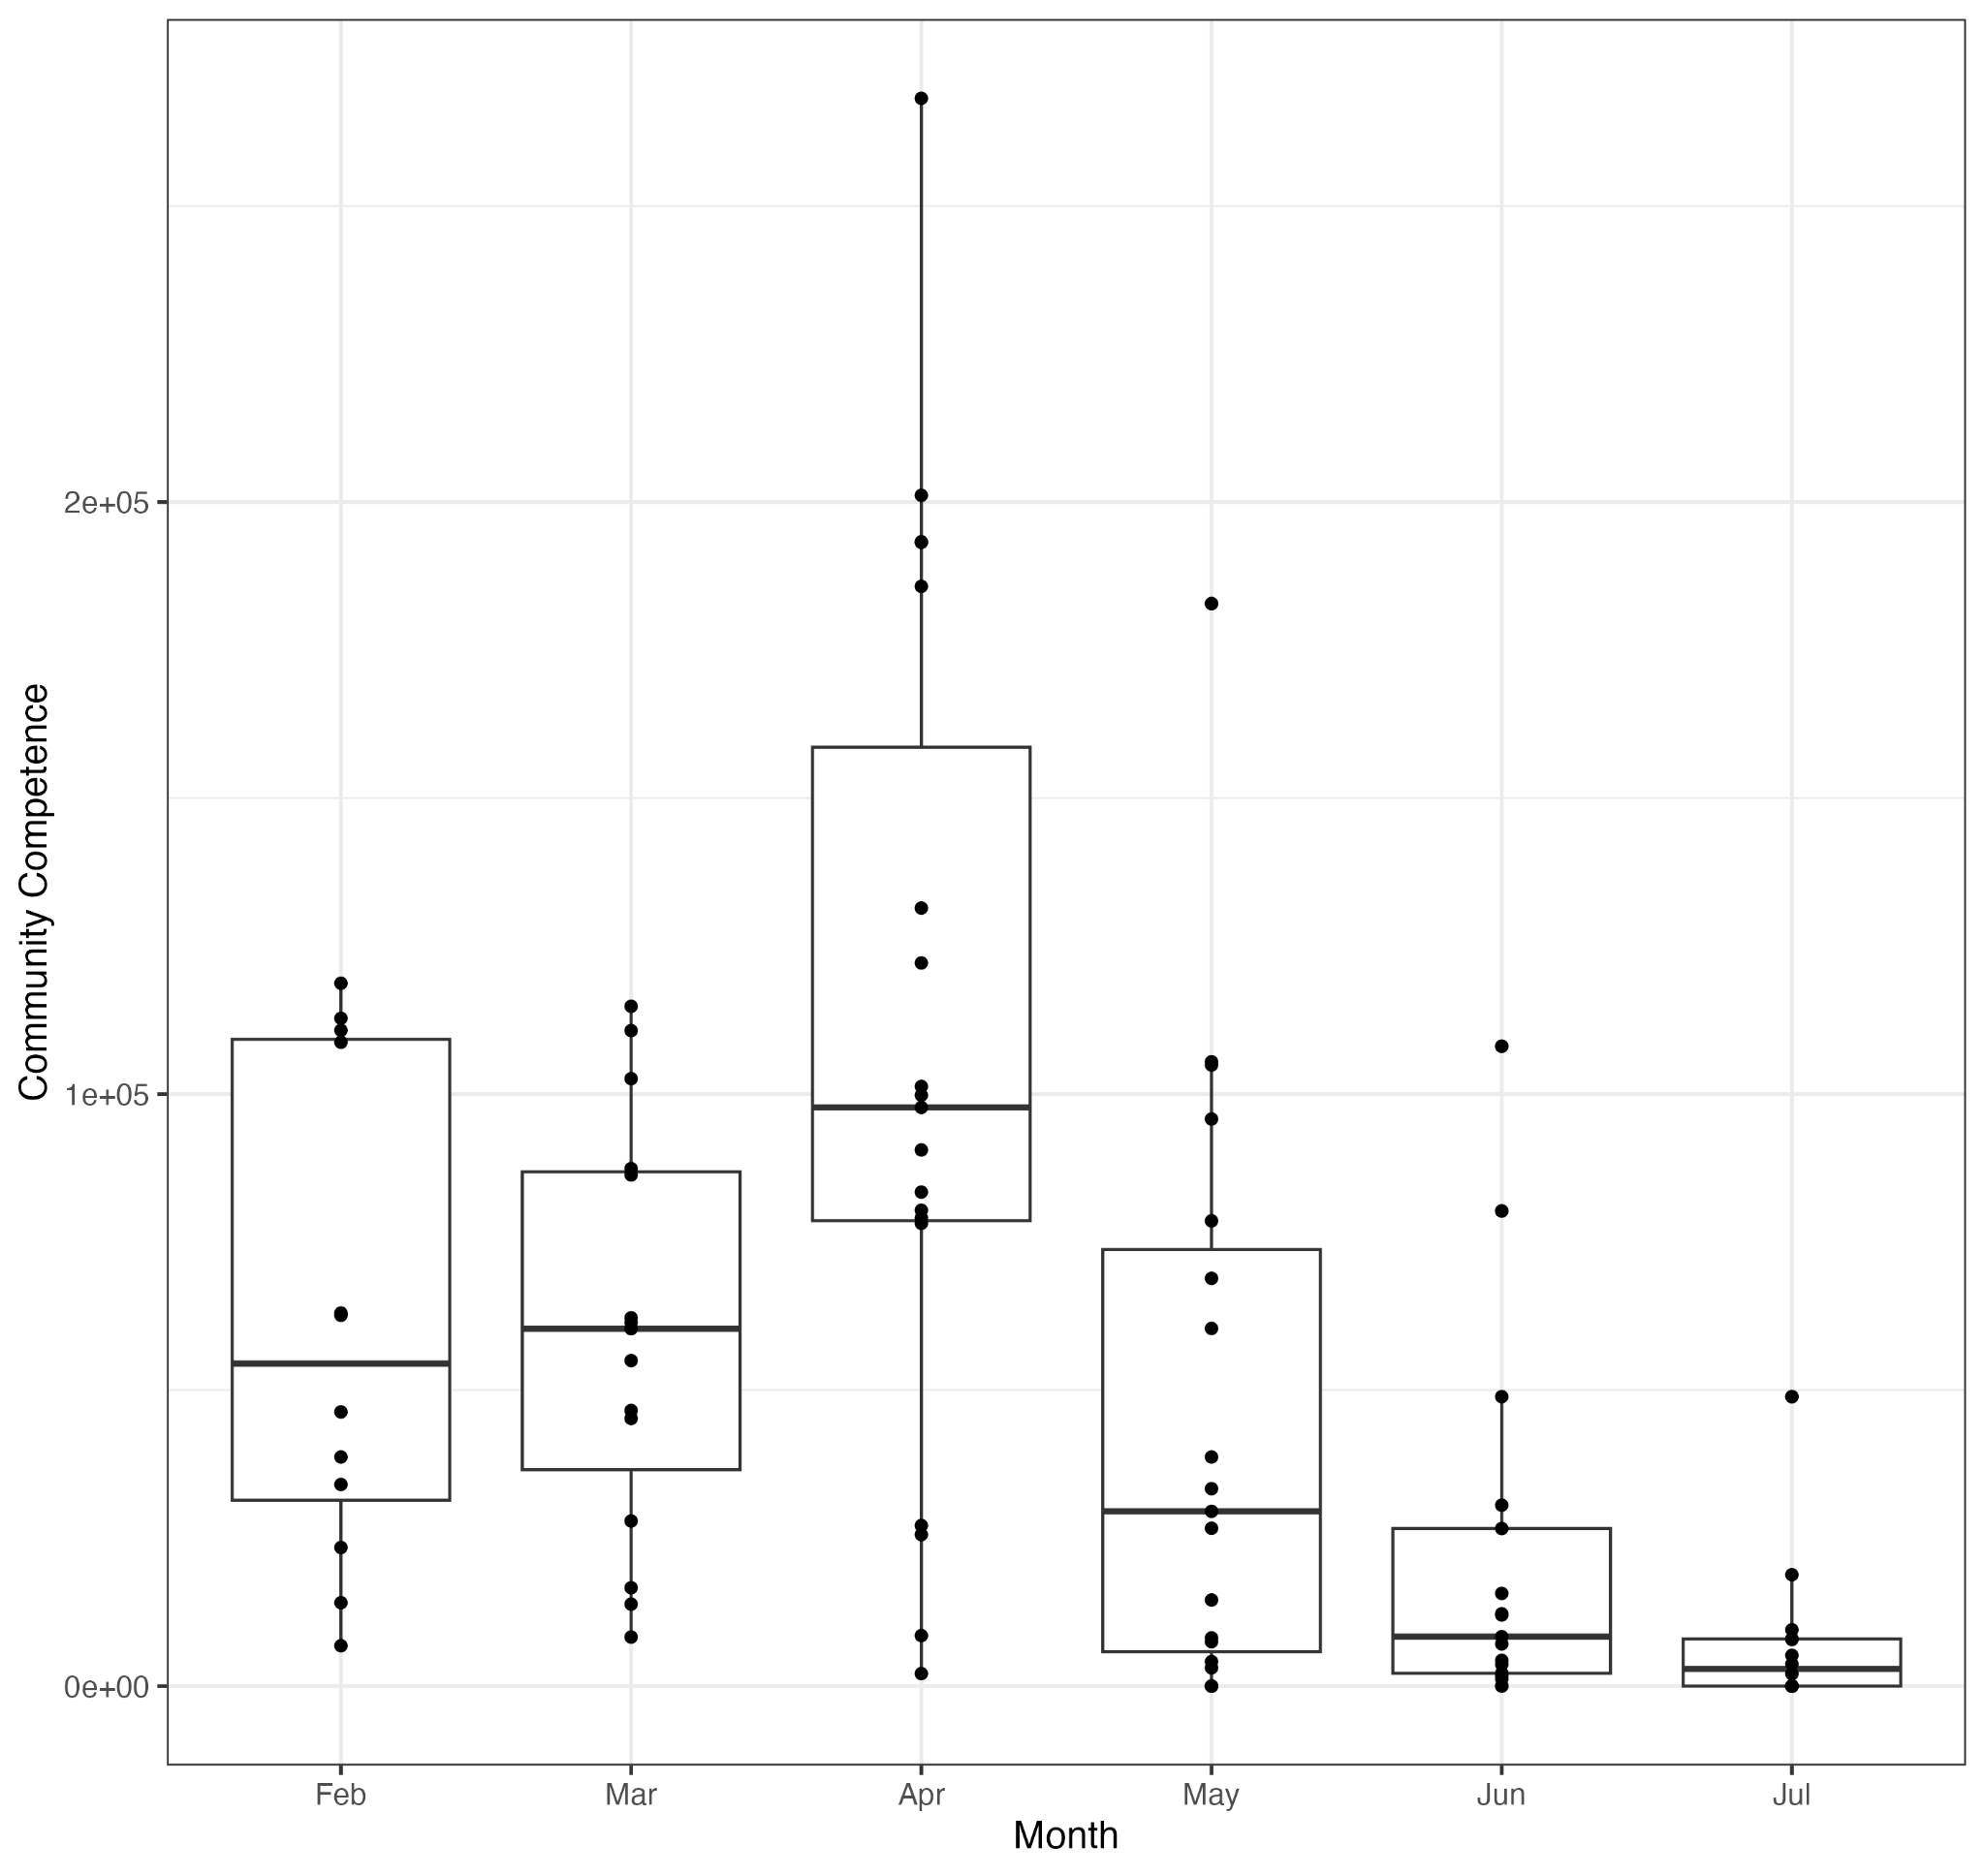 Community Competence
2e+05
1e+05
0e+00
Feb Mar Apr May Jun Jul
Month